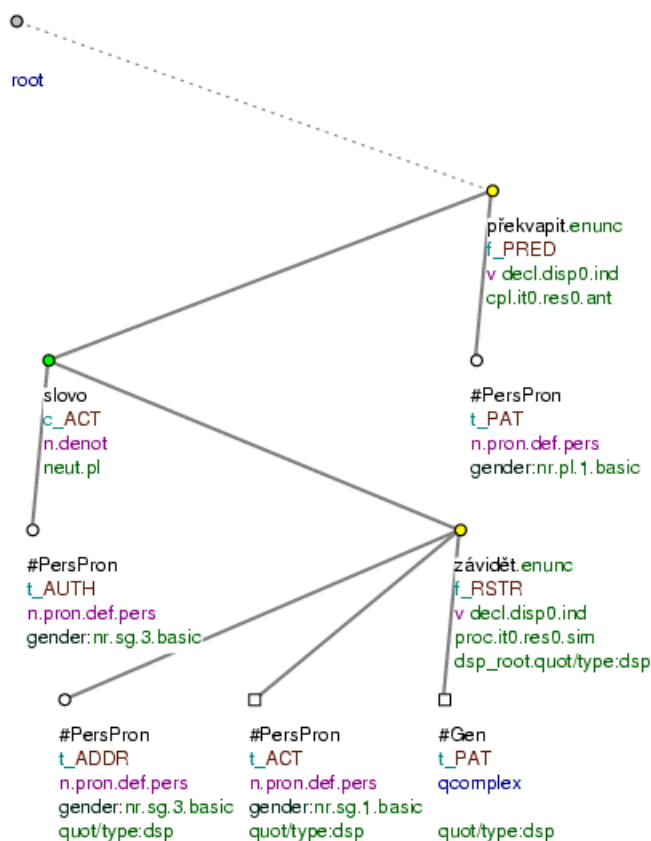 root
překvapit.enunc
f_PRED
v decl.disp0.ind
cpl.it0.res0.ant
slovo
c_ACT
n.denot
neut.pl
#PersPron
t_PAT
n.pron.def.pers
gender:nr.pl.1.basic
#PersPron
t_AUTH
n.pron.def.pers
gender:nr.sg.3.basic
závidět.enunc
f_RSTR
v decl.disp0.ind
proc.it0.res0.sim
dsp_root.quot/type:dsp
#PersPron
t_ADDR
n.pron.def.pers
gender:nr.sg.3.basic
quot/type:dsp
#PersPron
t_ACT
n.pron.def.pers
gender:nr.sg.1.basic
quot/type:dsp
#Gen
t_PAT
qcomplex
quot/type:dsp